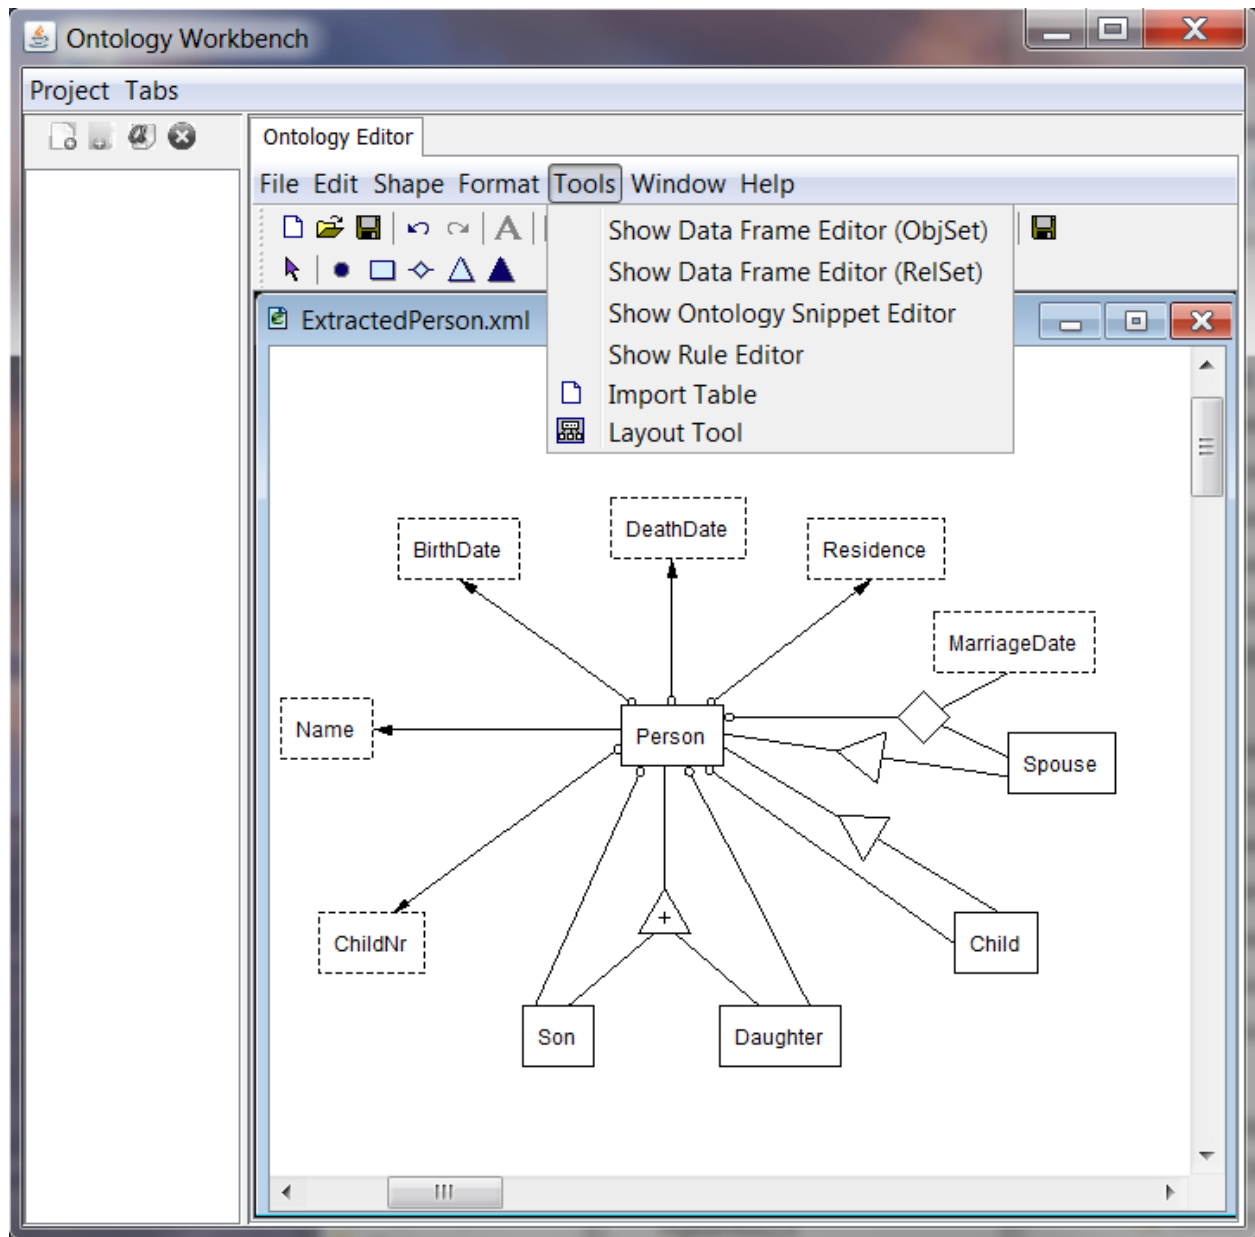 Ontology Workbench
Project Tabs
Ontology Editor
File Edit Shape Format Tools Window Help
A
Show Data Frame Editor (ObjSet)
Show Data Frame Editor (RelSet)
Show Ontology Snippet Editor
Show Rule Editor
Import Table
Layout Tool
ExtractedPerson.xml
DeathDate
BirthDate
Residence
MarriageDate
Name
Person
Spouse
+
ChildNr
Child
Son
Daughter